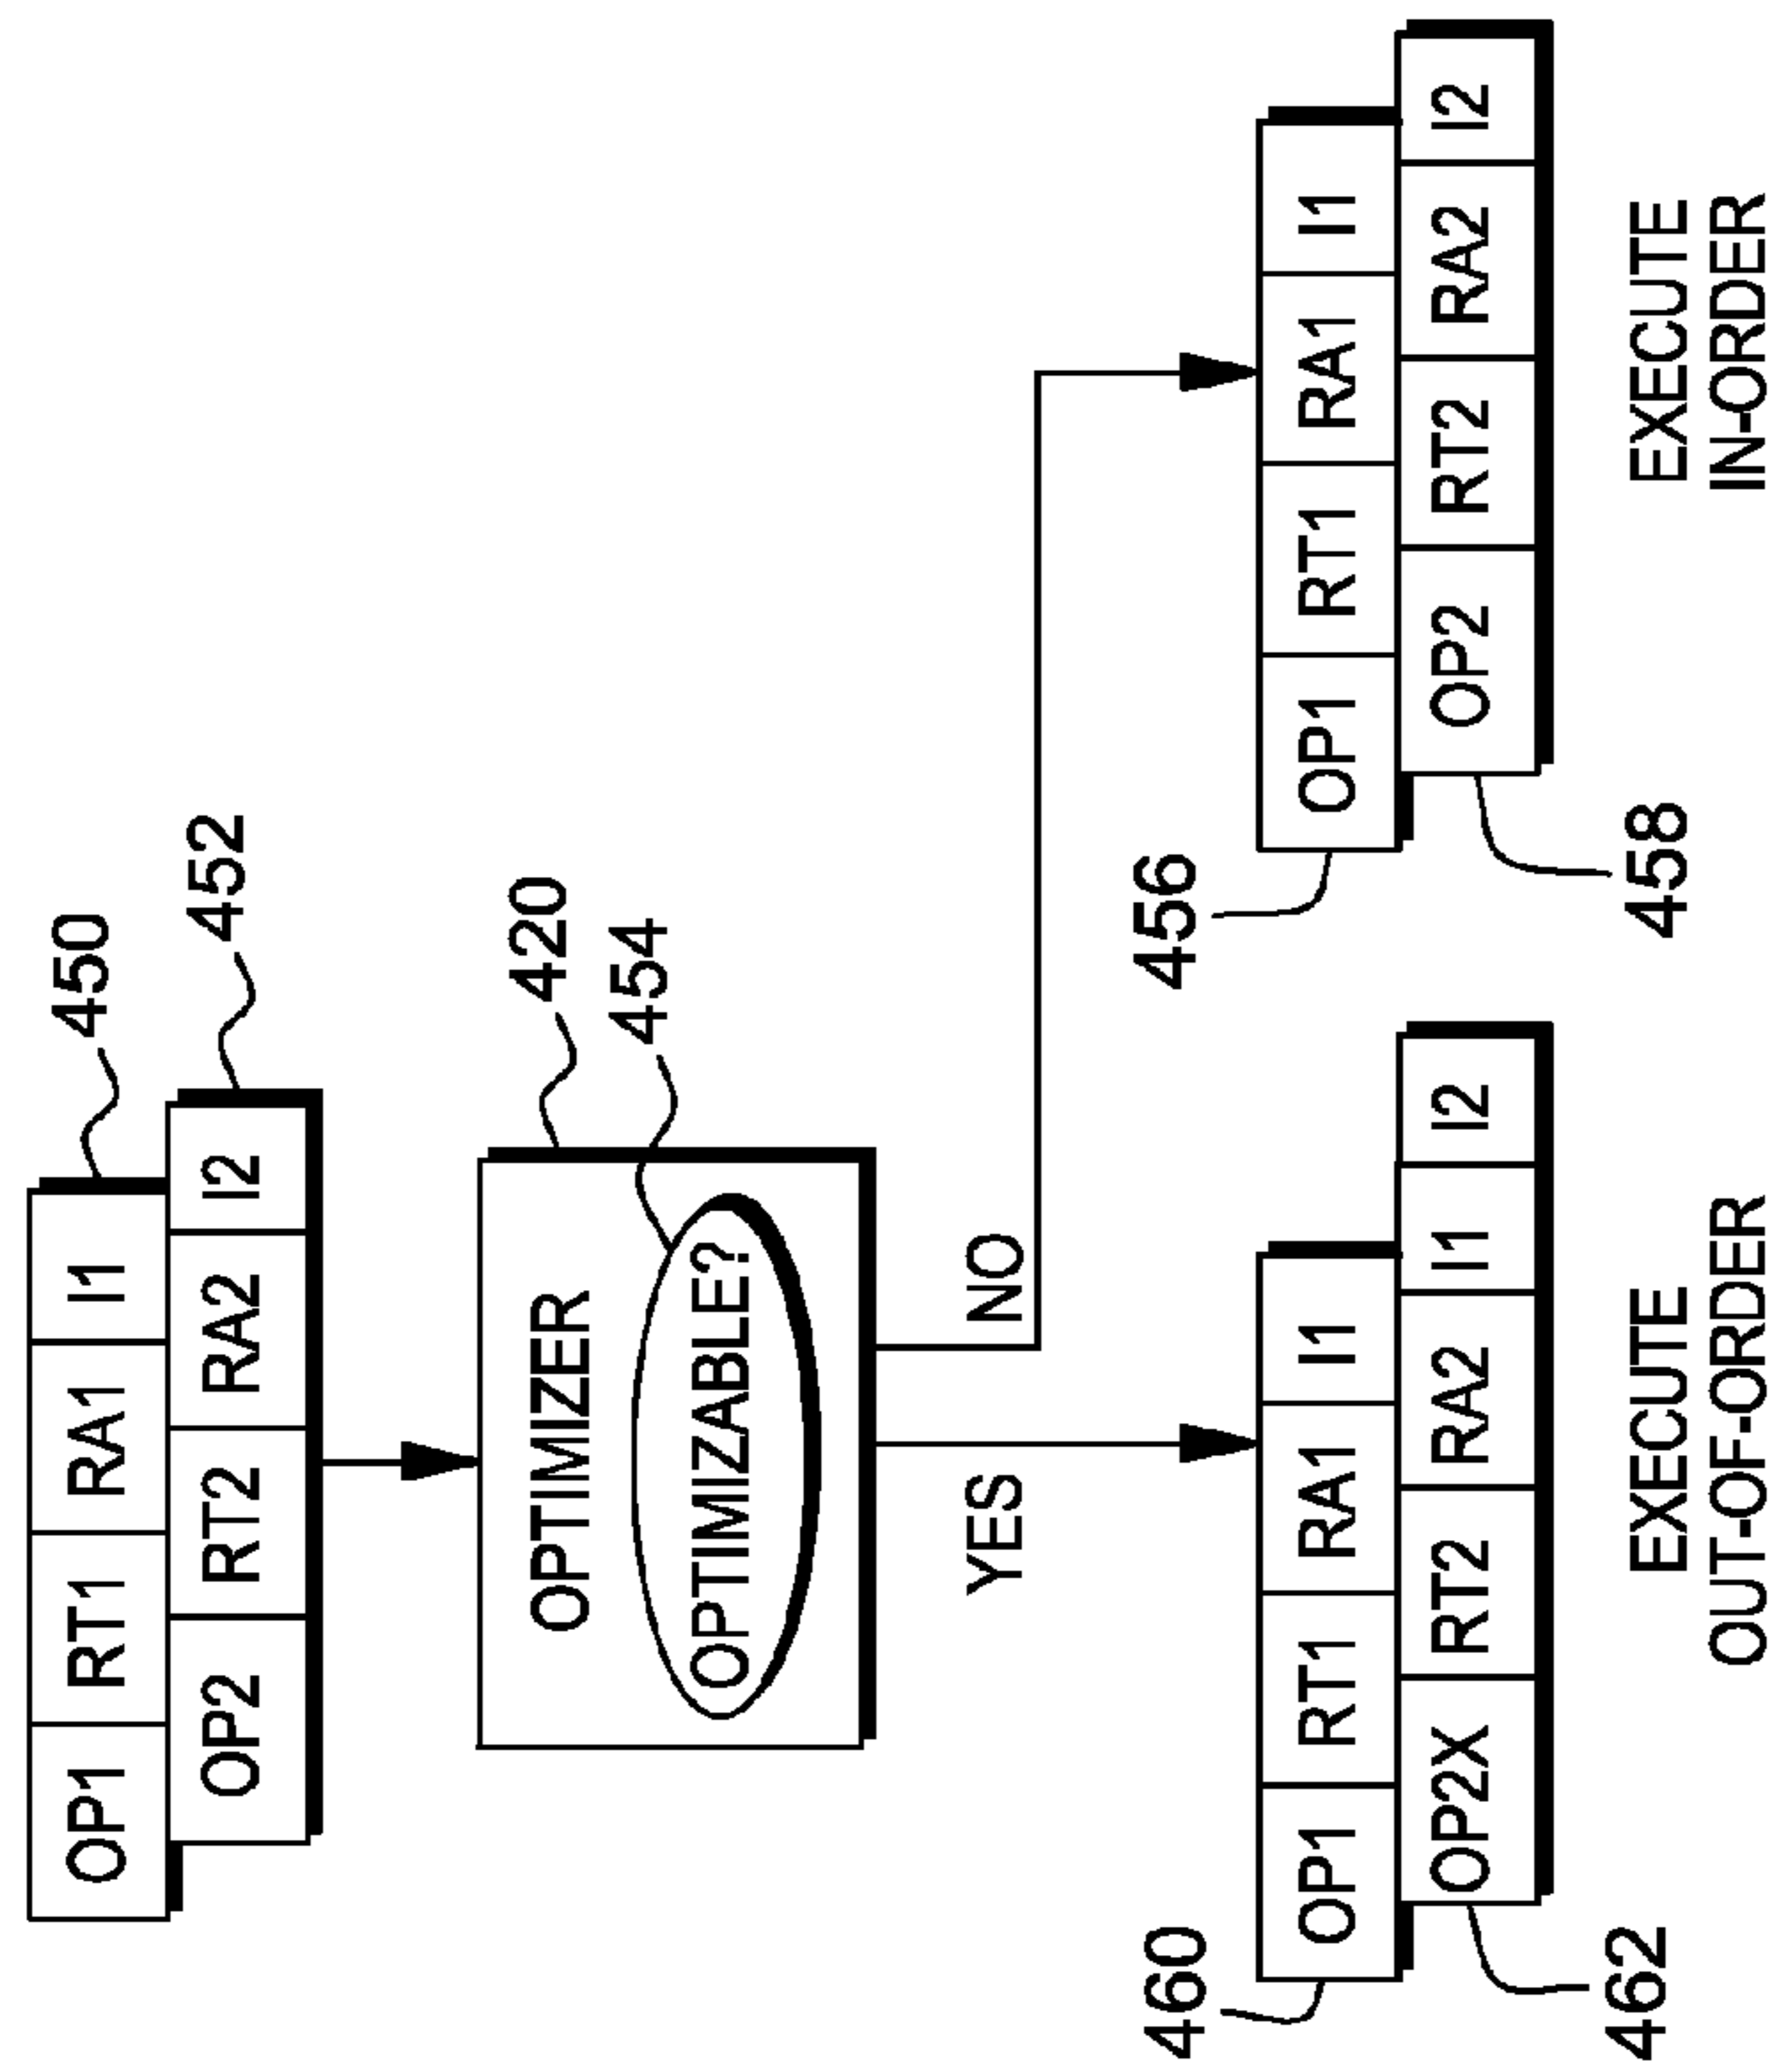 OP1 RT1 RA1 I1
450
OP2 RT2 RA2 I2
452
OPTIMIZER
420
OPTIMIZABLE?
454
YES
NO
460
OP1 RT1 RA1 I1
OP2X RT2 RA2 I1 I2
462
EXECUTE
OUT-OF-ORDER
456
OP1 RT1 RA1 I1
OP2 RT2 RA2 I2
458
EXECUTE
IN-ORDER